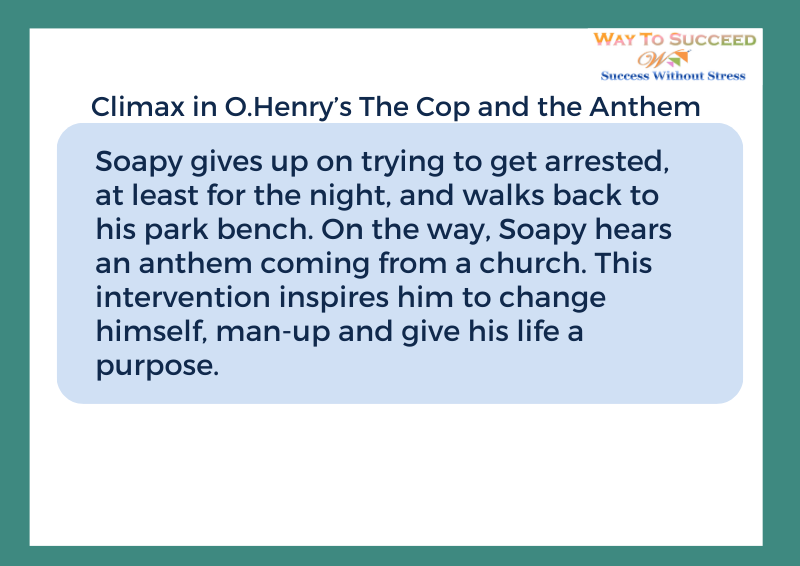 WAY TO SUCCEED
W
Success Without Stress
Climax in O.Henry's The Cop and the Anthem
Soapy gives up on trying to get arrested,
at least for the night, and walks back to
his park bench. On the way, Soapy hears
an anthem coming from a church. This
intervention inspires him to change
himself, man-up and give his life a
purpose.